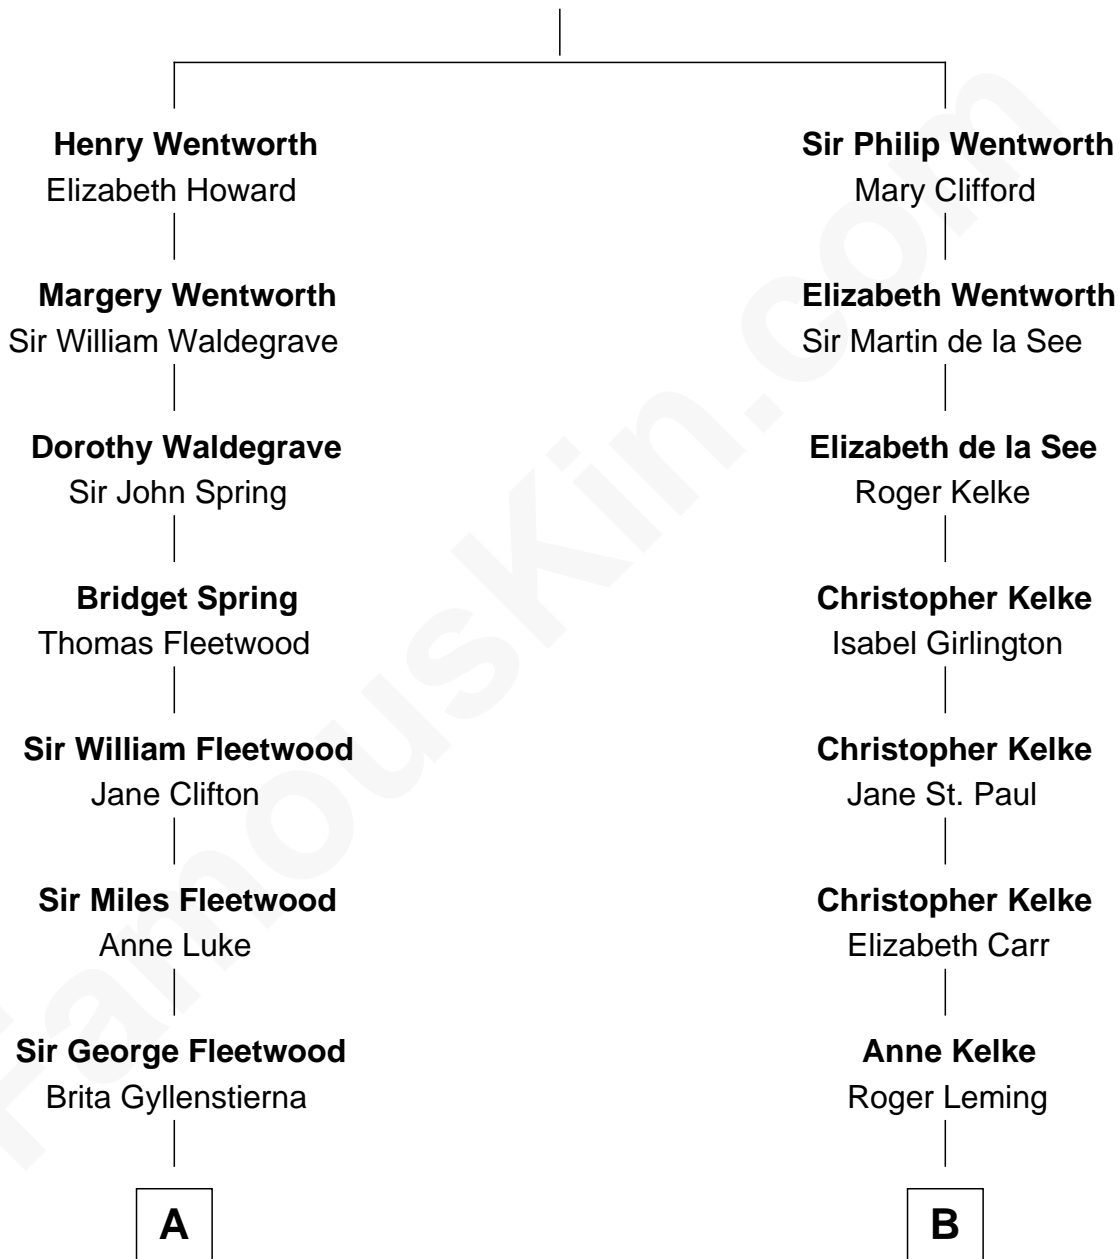 Henry Wentworth
Elizabeth Howard
Margery Wentworth
Sir William Waldegrave
Dorothy Waldegrave
Sir John Spring
Bridget Spring
Thomas Fleetwood
Sir William Fleetwood
Jane Clifton
Sir Miles Fleetwood
Anne Luke
Sir George Fleetwood
Brita Gyllenstierna
A
Sir Philip Wentworth
Mary Clifford
Elizabeth Wentworth
Sir Martin de la See
Elizabeth de la See
Roger Kelke
Christopher Kelke
Isabel Girlington
Christopher Kelke
Jane St. Paul
Christopher Kelke
Elizabeth Carr
Anne Kelke
Roger Leming
B
FamousKin.com